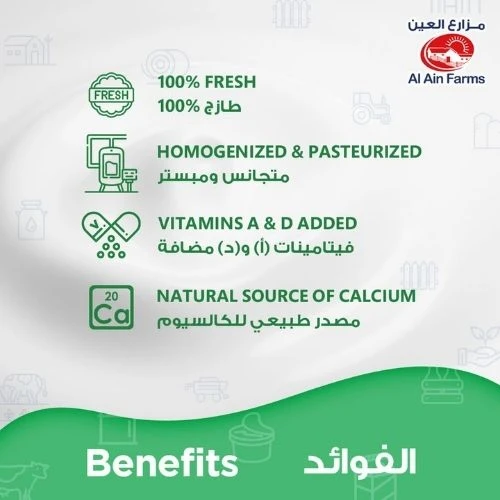 مزارع العين
Al Ain Farms
FRESH
100% FRESH
100% طازج
HOMOGENIZED & PASTEURIZED
متجانس ومبستر
VITAMINS A & D ADDED
فيتامينات (أ) و(د) مضافة
20
Ca
NATURAL SOURCE OF CALCIUM
مصدر طبيعي للكالسيوم
Benefits الفوائد